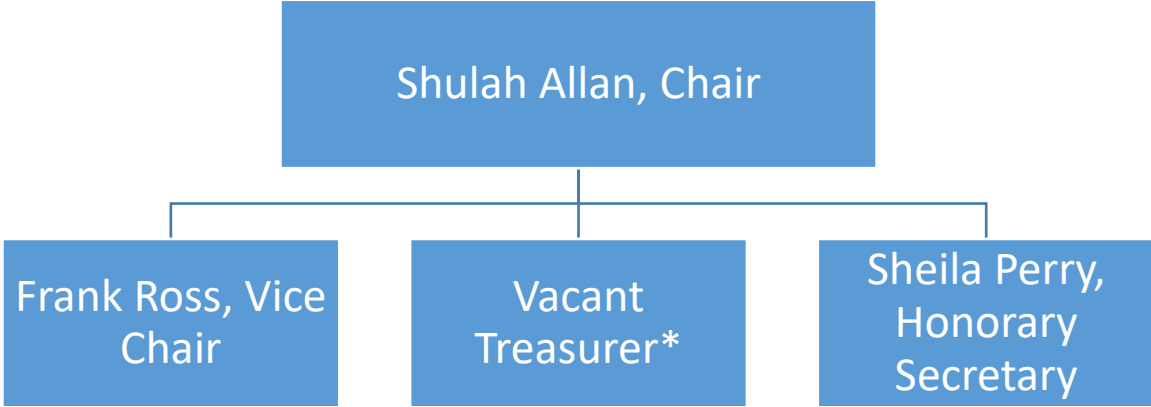 Shulah Allan, Chair
Frank Ross, Vice
Chair
Vacant
Treasurer*
Sheila Perry,
Honorary
Secretary